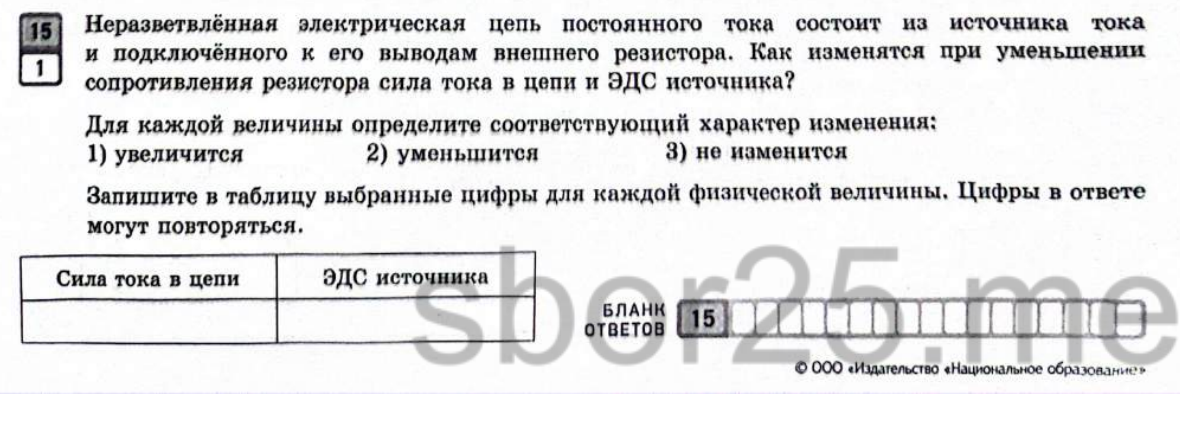 15
1
Неразветвлённая электрическая цепь постоянного тока состоит из источника тока
и подключённого к его выводам внешнего резистора. Как изменятся при уменьшении
сопротивления резистора сила тока в цепи и ЭДС источника?
Для каждой величины определите соответствующий характер изменения:
1) увеличится 2) уменьшится 3) не изменится
Запишите в таблицу выбранные цифры для каждой физической величины. Цифры в ответе
могут повторяться.
Сила тока в цепи ЭДС источника
sbor25.me
БЛАНК
ОТВЕТОВ 15
© ООО «Издательство «Национальное образование»